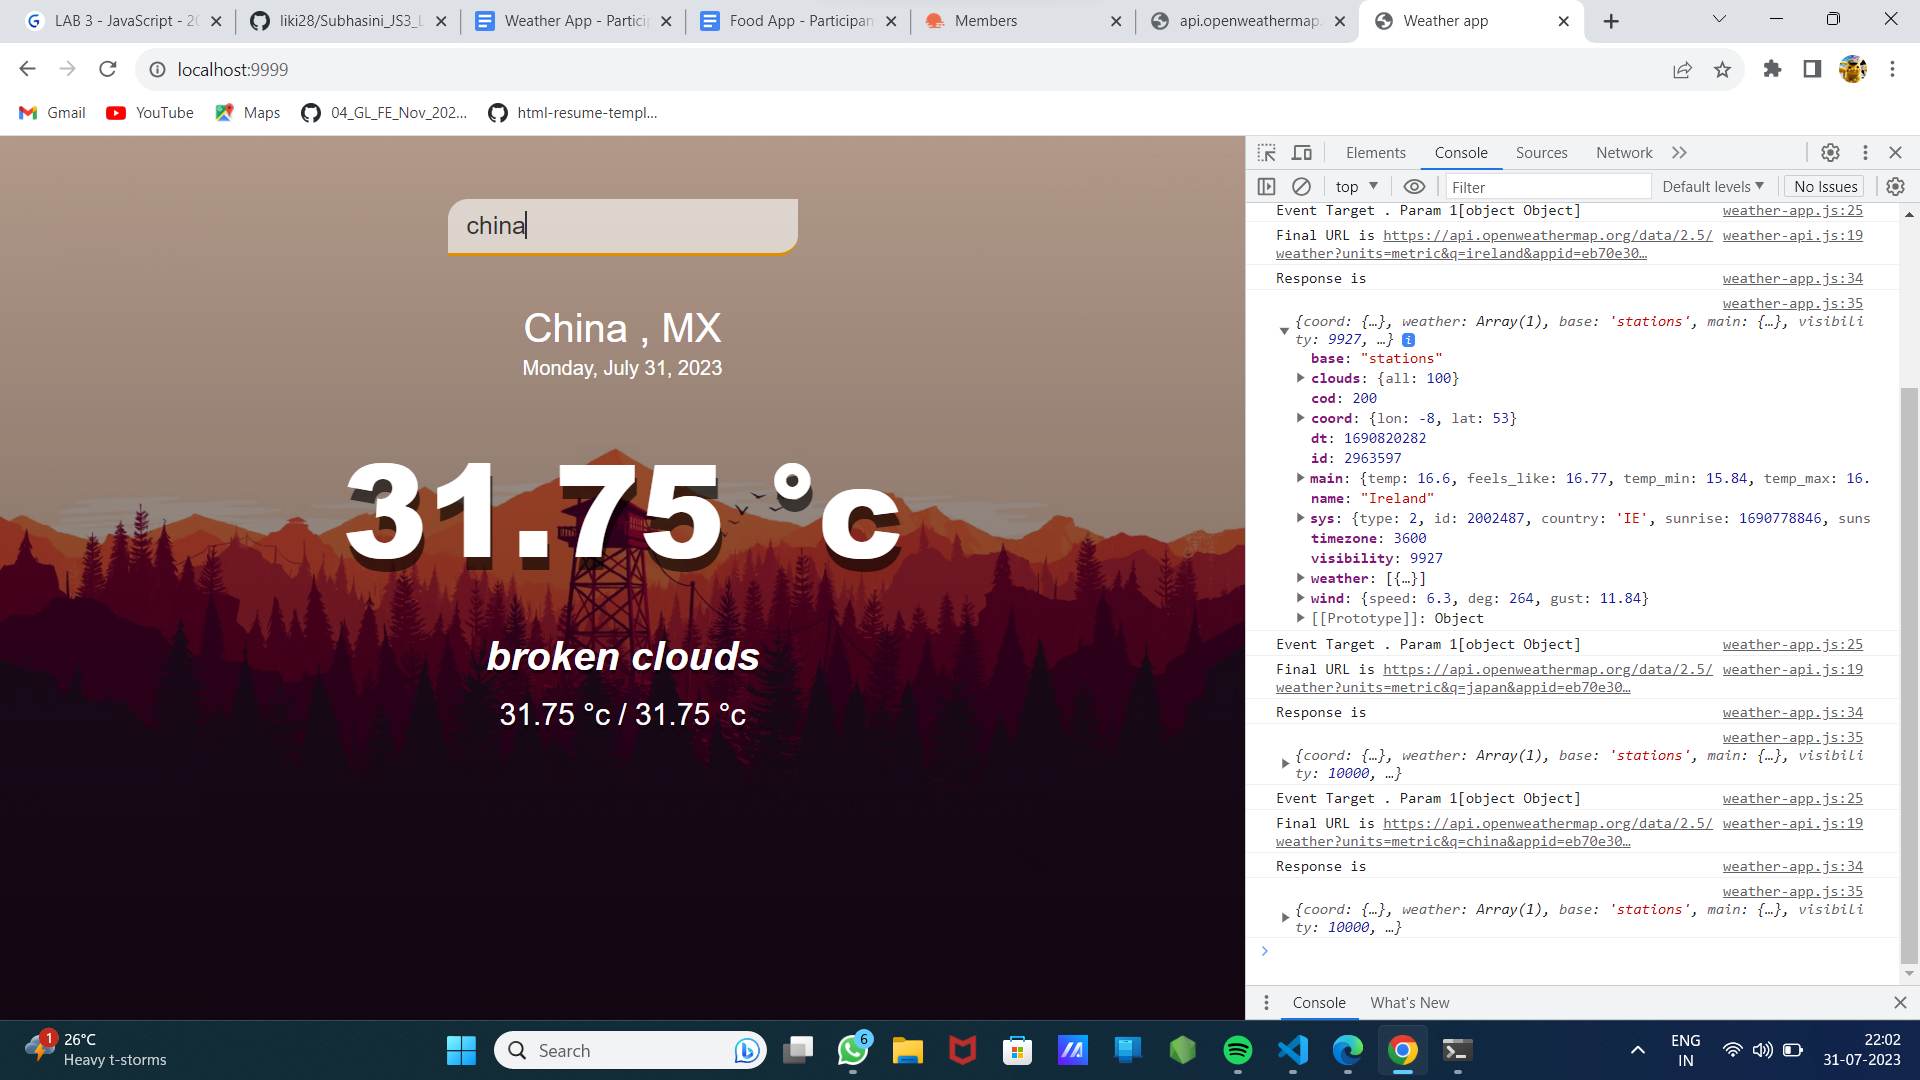 LAB 3 - JavaScript - 20
liki28/Subhasini_JS3_L
Weather App - Particip
Food App - Participan
Members
api.openweathermap.
Weather app
localhost:9999
Gmail
YouTube
Maps
04_GL_FE_Nov_202...
html-resume-templ...
china
China , MX
Monday, July 31, 2023
31.75 °c
broken clouds
31.75 °c / 31.75 °c
Elements
Console
Sources
Network
top
Filter
Default levels
No Issues
Event Target . Param 1[object Object] weather-app.js:25
Final URL is https://api.openweathermap.org/data/2.5/ weather-api.js:19
weather?units=metric&q=ireland&appid=eb70e30…
Response is weather-app.js:34
weather-app.js:35
{coord: {…}, weather: Array(1), base: 'stations', main: {…}, visibili
ty: 9927, …} i
base: "stations"
clouds: {all: 100}
cod: 200
coord: {lon: -8, lat: 53}
dt: 1690820282
id: 2963597
main: {temp: 16.6, feels_like: 16.77, temp_min: 15.84, temp_max: 16.
name: "Ireland"
sys: {type: 2, id: 2002487, country: 'IE', sunrise: 1690778846, suns
timezone: 3600
visibility: 9927
weather: [{…}]
wind: {speed: 6.3, deg: 264, gust: 11.84}
[[Prototype]]: Object
Event Target . Param 1[object Object] weather-app.js:25
Final URL is https://api.openweathermap.org/data/2.5/ weather-api.js:19
weather?units=metric&q=japan&appid=eb70e30…
Response is weather-app.js:34
weather-app.js:35
{coord: {…}, weather: Array(1), base: 'stations', main: {…}, visibili
ty: 10000, …}
Event Target . Param 1[object Object] weather-app.js:25
Final URL is https://api.openweathermap.org/data/2.5/ weather-api.js:19
weather?units=metric&q=china&appid=eb70e30…
Response is weather-app.js:34
weather-app.js:35
{coord: {…}, weather: Array(1), base: 'stations', main: {…}, visibili
ty: 10000, …}
Console
What's New
1
26°C
Heavy t-storms
Search
6
ENG
IN
22:02
31-07-2023